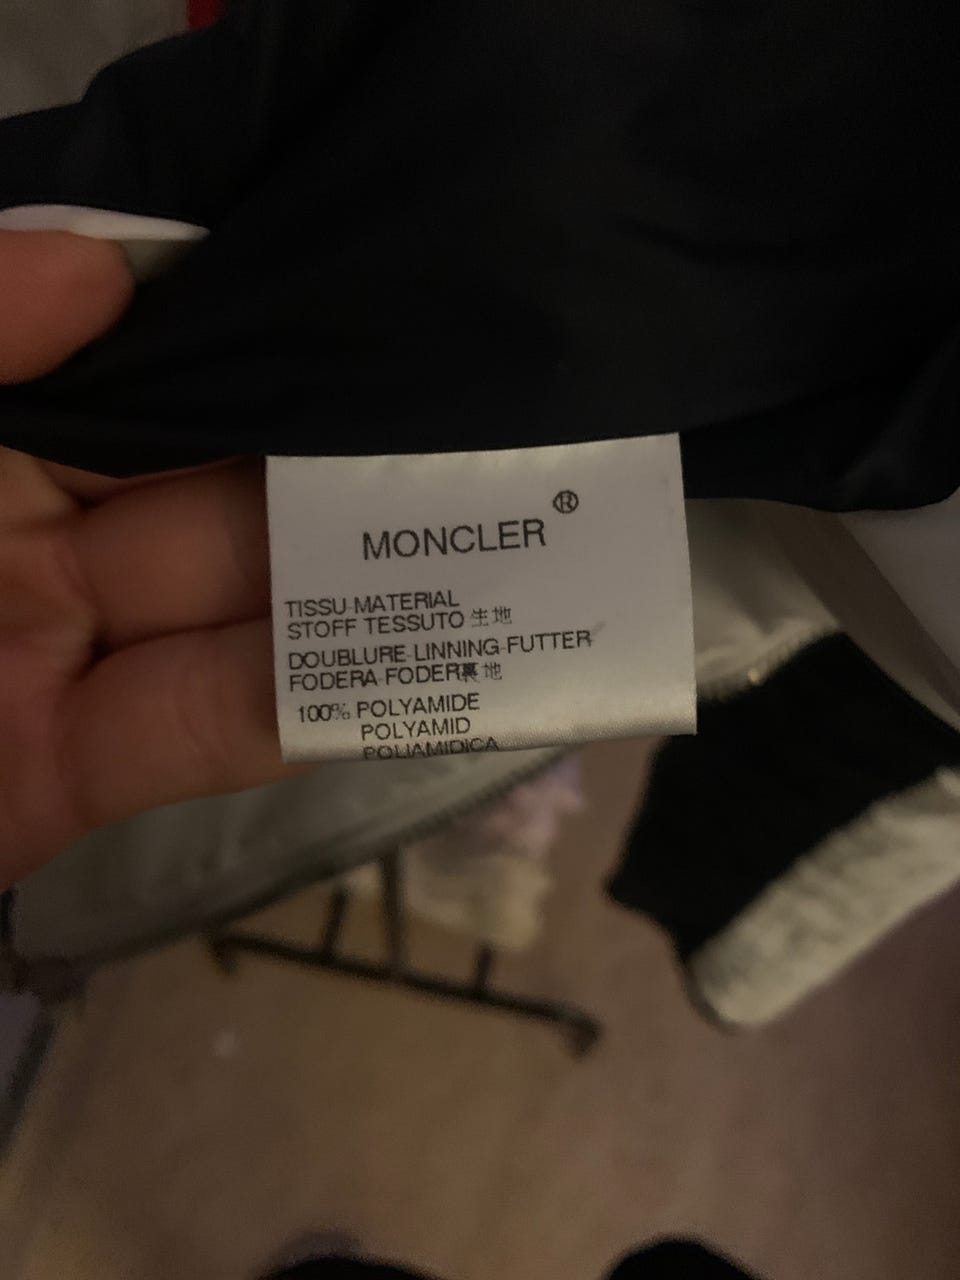 MONCLER®
TISSU-MATERIAL
STOFF TESSUTO 生地
DOUBLURE-LINNING-FUTTER
FODERA-FODER裏地
100% POLYAMIDE
POLYAMID
POLIAMIDICA